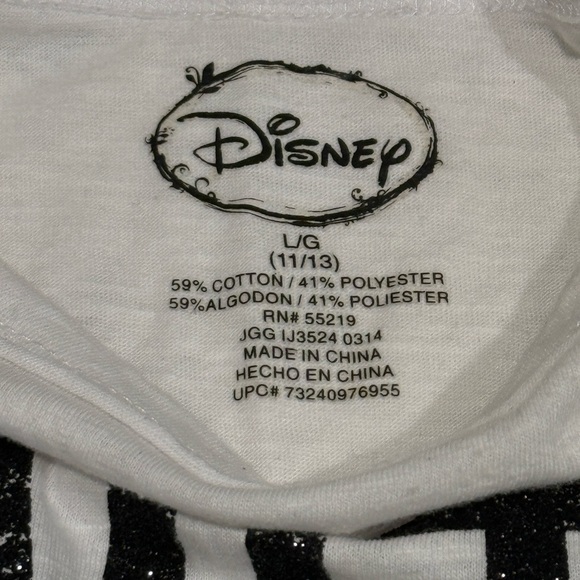 Disney
L/G
(11/13)
59% COTTON / 41% POLYESTER
59%ALGODON / 41% POLIESTER
RN# 55219
JGG IJ3524 0314
MADE IN CHINA
HECHO EN CHINA
UPC# 73240976955